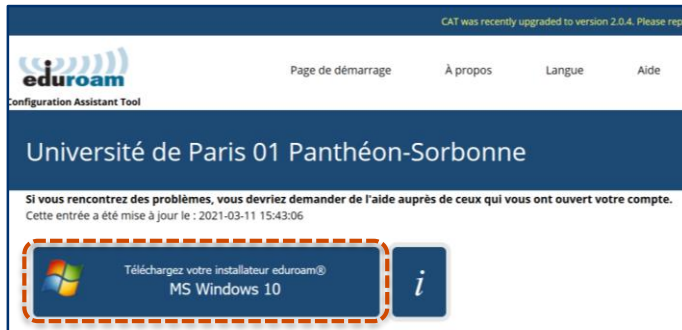 CAT was recently upgraded to version 2.0.4. Please rep
eduroam
Configuration Assistant Tool
Page de démarrage À propos Langue Aide
Université de Paris 01 Panthéon-Sorbonne
Si vous rencontrez des problèmes, vous devriez demander de l'aide auprès de ceux qui vous ont ouvert votre compte.
Cette entrée a été mise à jour le : 2021-03-11 15:43:06
Téléchargez votre installateur eduroam®
MS Windows 10
i